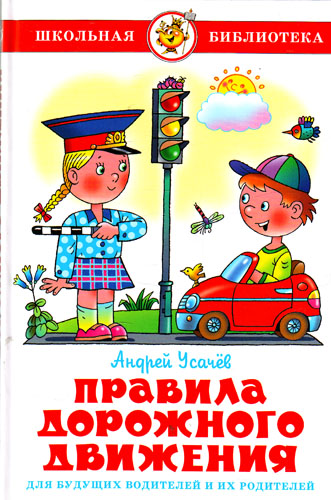 ШКОЛЬНАЯ БИБЛИОТЕКА
Андрей Усачёв
ПРАВИЛА
ДОРОЖНОГО
ДВИЖЕНИЯ
ДЛЯ БУДУЩИХ ВОДИТЕЛЕЙ И ИХ РОДИТЕЛЕЙ